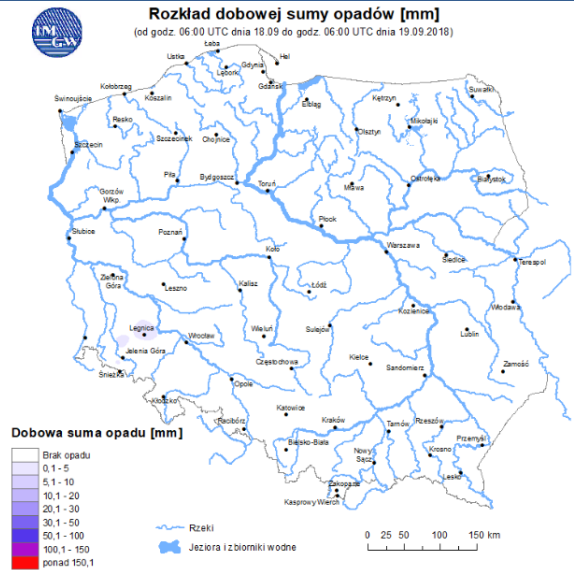 IM
GW
Rozkład dobowej sumy opadów [mm]
(od godz. 06:00 UTC dnia 18.09 do godz. 06:00 UTC dnia 19.09.2018)
Łeba
Ustka
Lębork
Gdynia
Hel
Gdańsk
Kołobrzeg
Koszalin
Świnoujście
Resko
Elbląg
Kętrzyn
Suwałki
Szczecinek
Chojnice
Olsztyn
Mikołajki
Szczecin
Piła
Bydgoszcz
Toruń
Mława
Ostrołęka
Białystok
Gorzów
Wlkp.
Słubice
Poznań
Płock
Koło
Warszawa
Siedlce
Terespol
Zielona
Góra
Leszno
Kalisz
Łódź
Kozienice
Włodawa
Legnica
Wrocław
Wieluń
Sulejów
Lublin
Jelenia Góra
Śnieżka
Częstochowa
Kielce
Sandomierz
Zamość
Kłodzko
Opole
Katowice
Racibórz
Kraków
Tarnów
Rzeszów
Przemyśl
Bielsko-Biała
Nowy
Sącz
Krosno
Lesko
Zakopane
Kasprowy Wierch
Dobowa suma opadu [mm]
Brak opadu
0,1 - 5
5,1 - 10
10,1 - 20
20,1 - 30
30,1 - 50
50,1 - 100
100,1 - 150
ponad 150,1
Rzeki
Jeziora i zbiorniki wodne
0 25 50 100 150 km